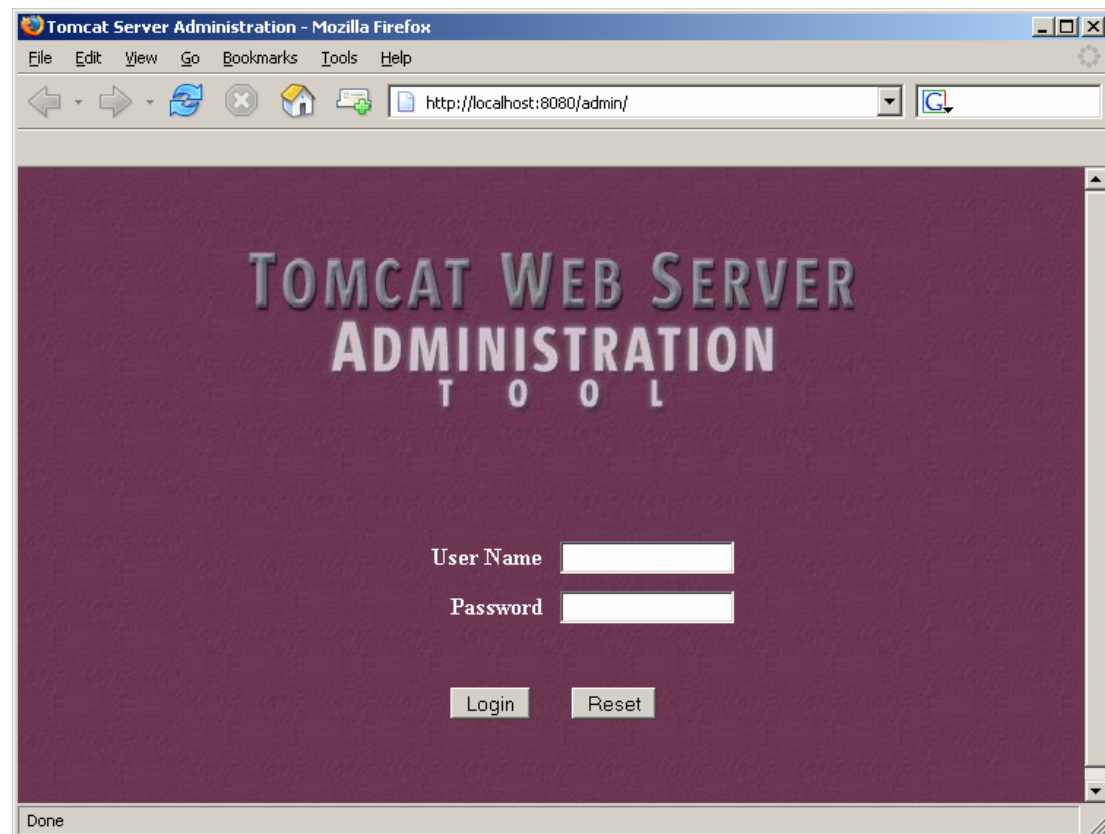 Tomcat Server Administration - Mozilla Firefox
File Edit View Go Bookmarks Tools Help
http://localhost:8080/admin/
G
TOMCAT WEB SERVER
ADMINISTRATION
TOOL
User Name
Password
Login Reset
Done